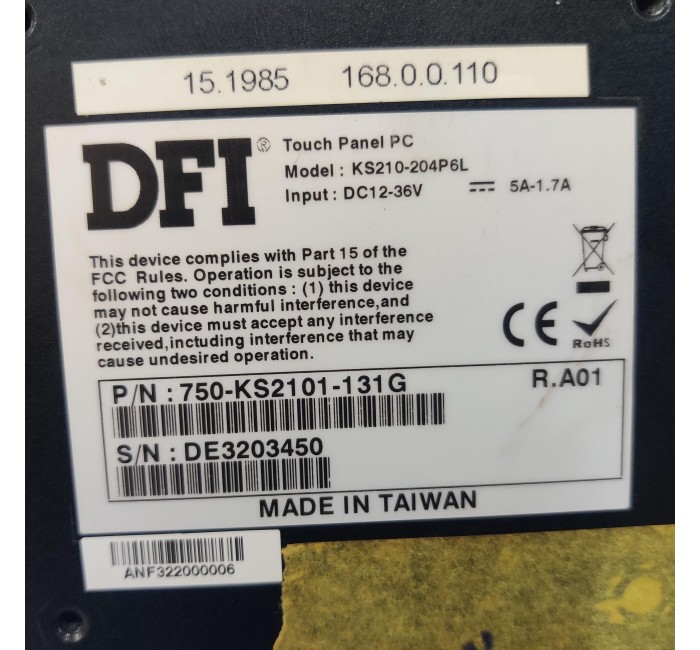 15.1985 168.0.0.110
DFI® Touch Panel PC
Model : KS210-204P6L
Input : DC12-36V ⎓ 5A-1.7A
This device complies with Part 15 of the
FCC Rules. Operation is subject to the
following two conditions : (1) this device
may not cause harmful interference,and
(2)this device must accept any interference
received,including interference that may
cause undesired operation.
CE
RoHS
P/N : 750-KS2101-131G R.A01
S/N : DE3203450
MADE IN TAIWAN
ANF322000006